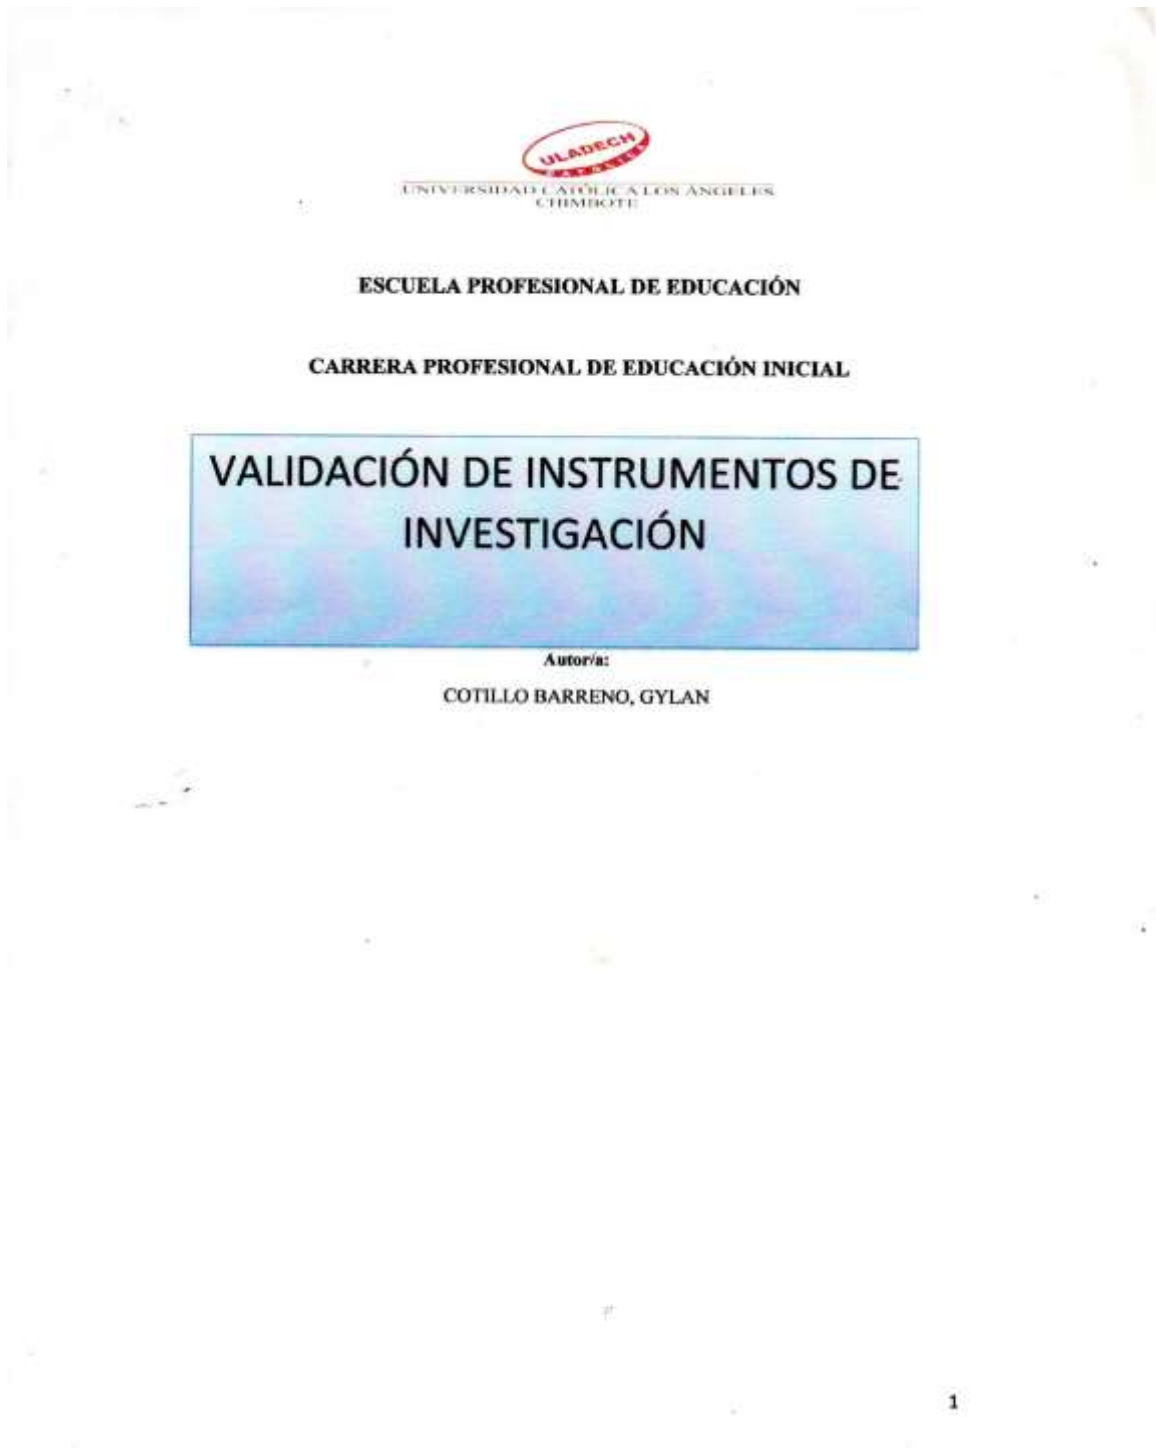 ULADECH
CATÓLICA
UNIVERSIDAD CATÓLICA LOS ÁNGELES
CHIMBOTE
ESCUELA PROFESIONAL DE EDUCACIÓN
CARRERA PROFESIONAL DE EDUCACIÓN INICIAL
VALIDACIÓN DE INSTRUMENTOS DE
INVESTIGACIÓN
Autor/a:
COTILLO BARRENO, GYLAN
1